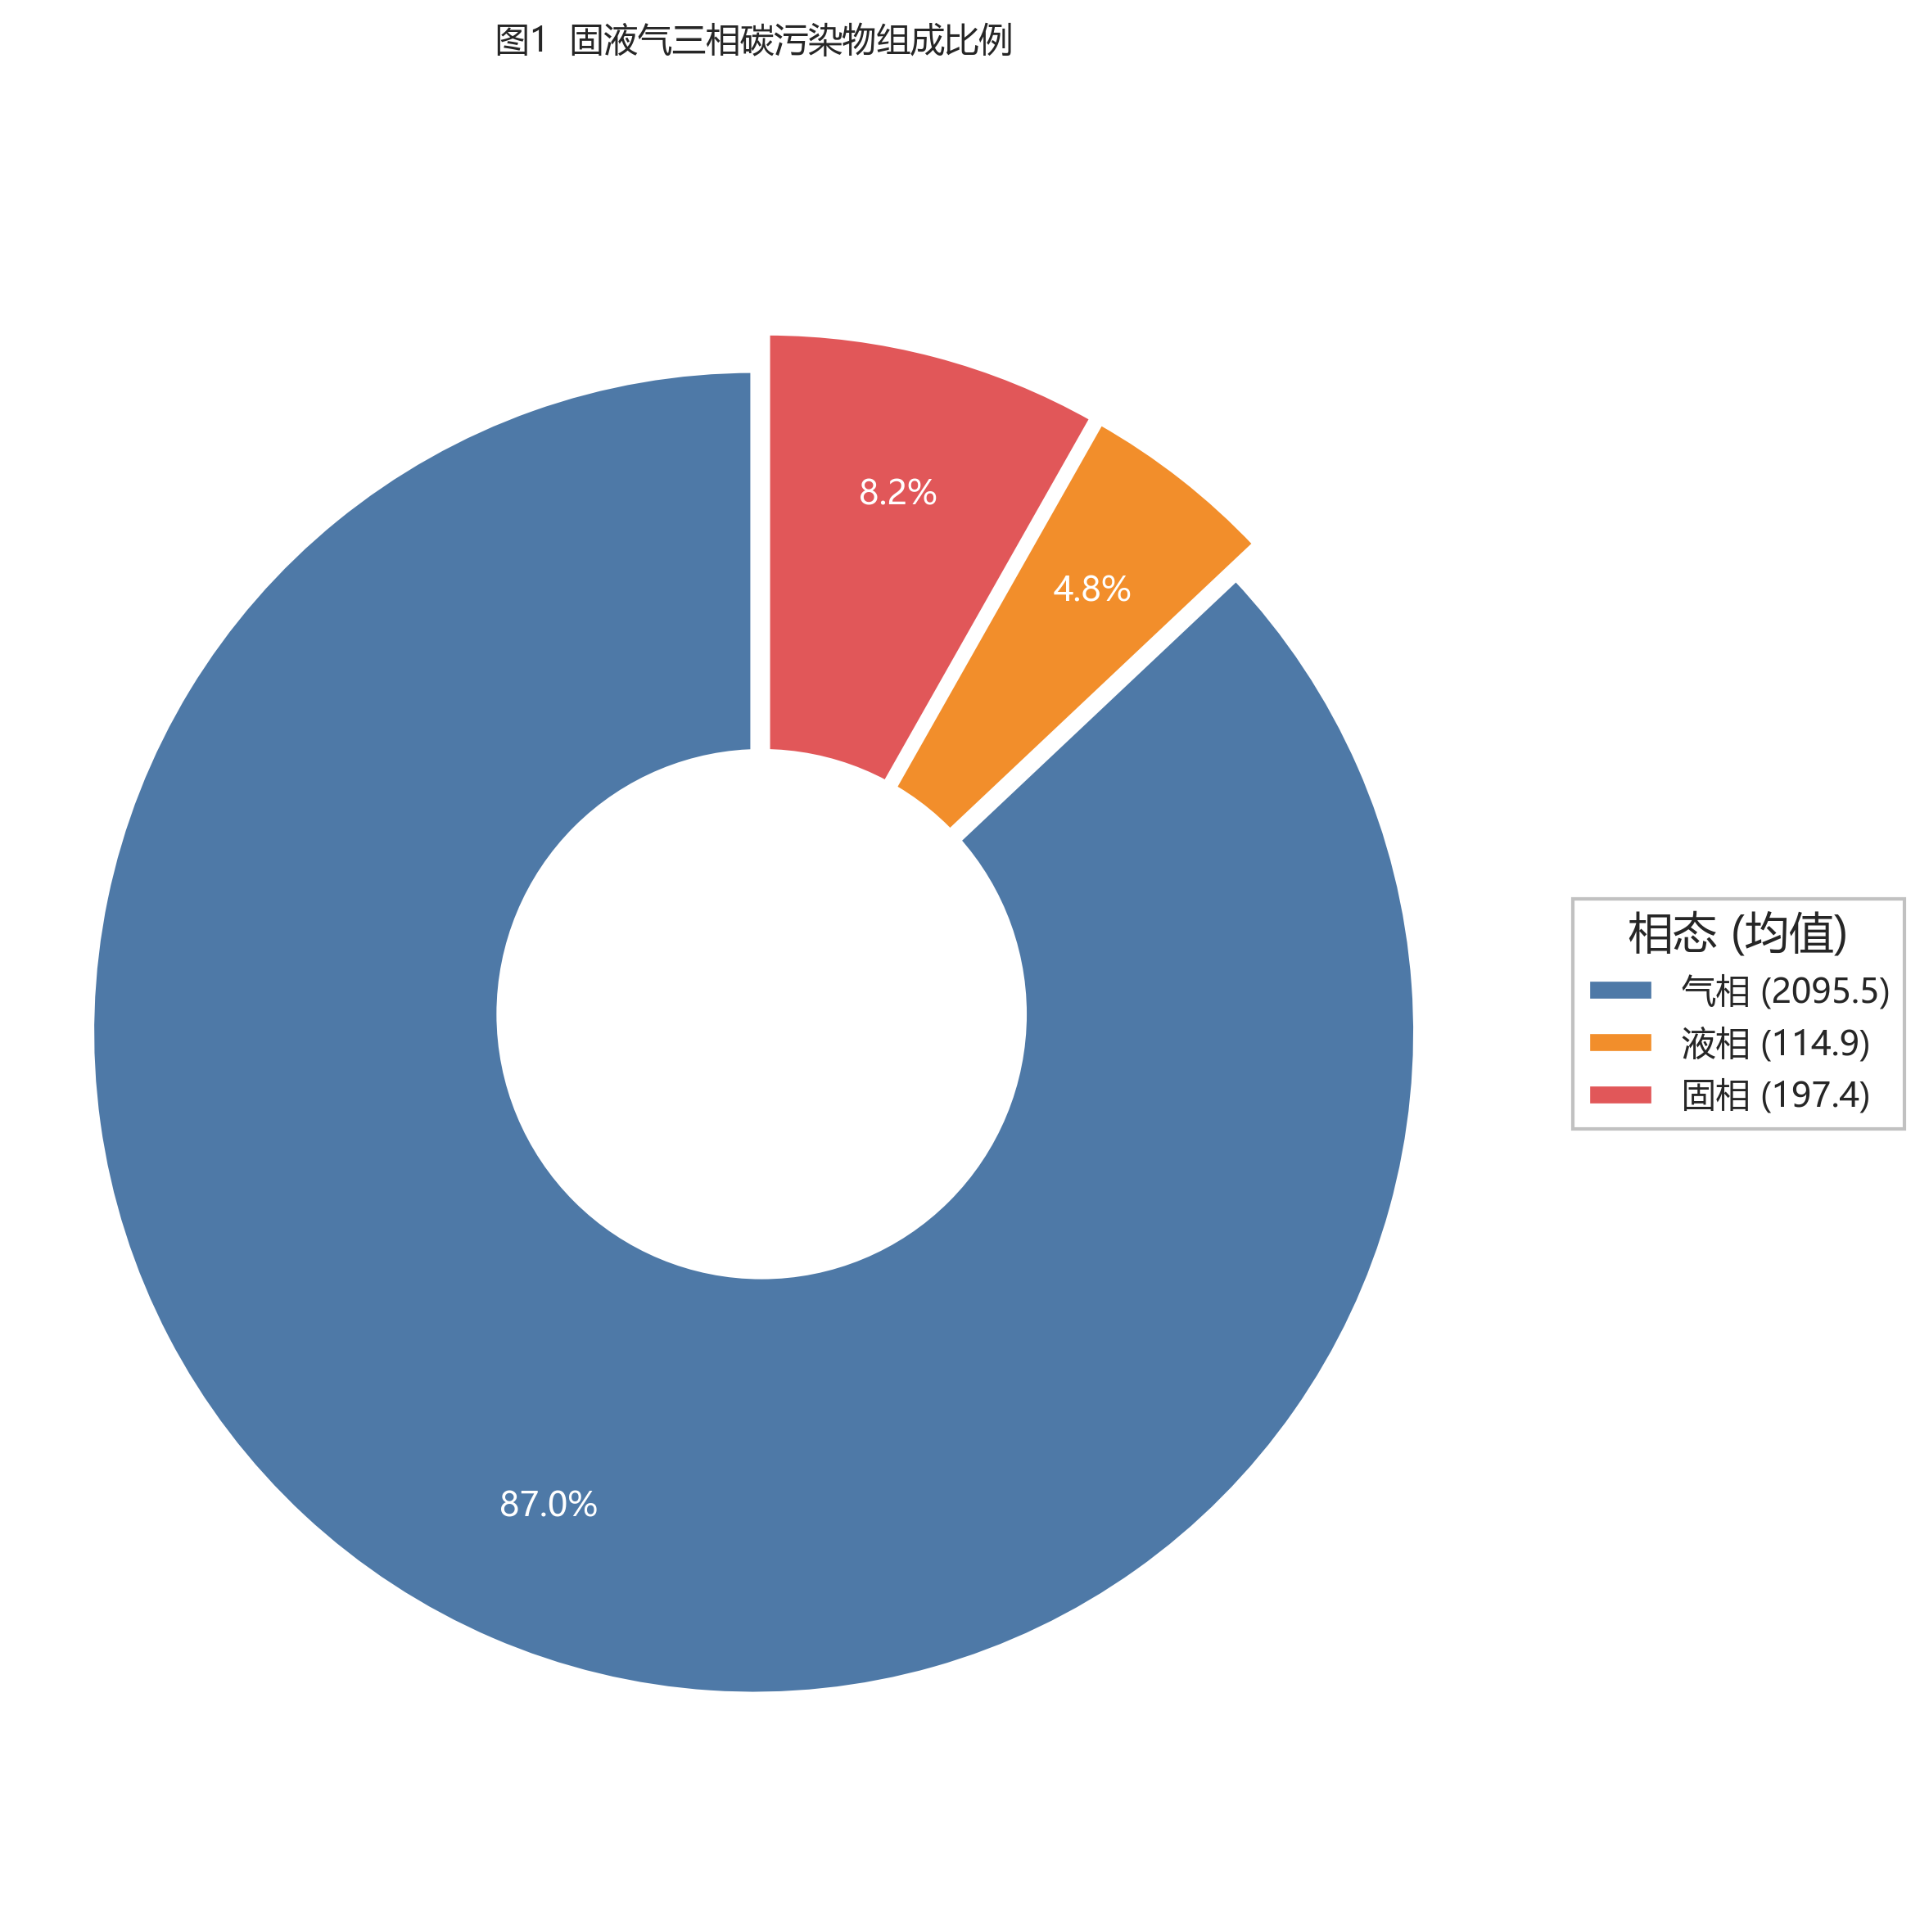 图1 固液气三相碳污染物组成比例
8.2%
4.8%
87.0%
相态 (均值)
气相 (2095.5)
液相 (114.9)
固相 (197.4)